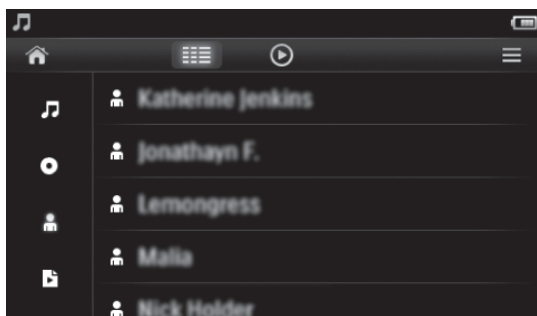 Katherine Jenkins
Jonathayn F.
Lemongress
Malia
Nick Holder